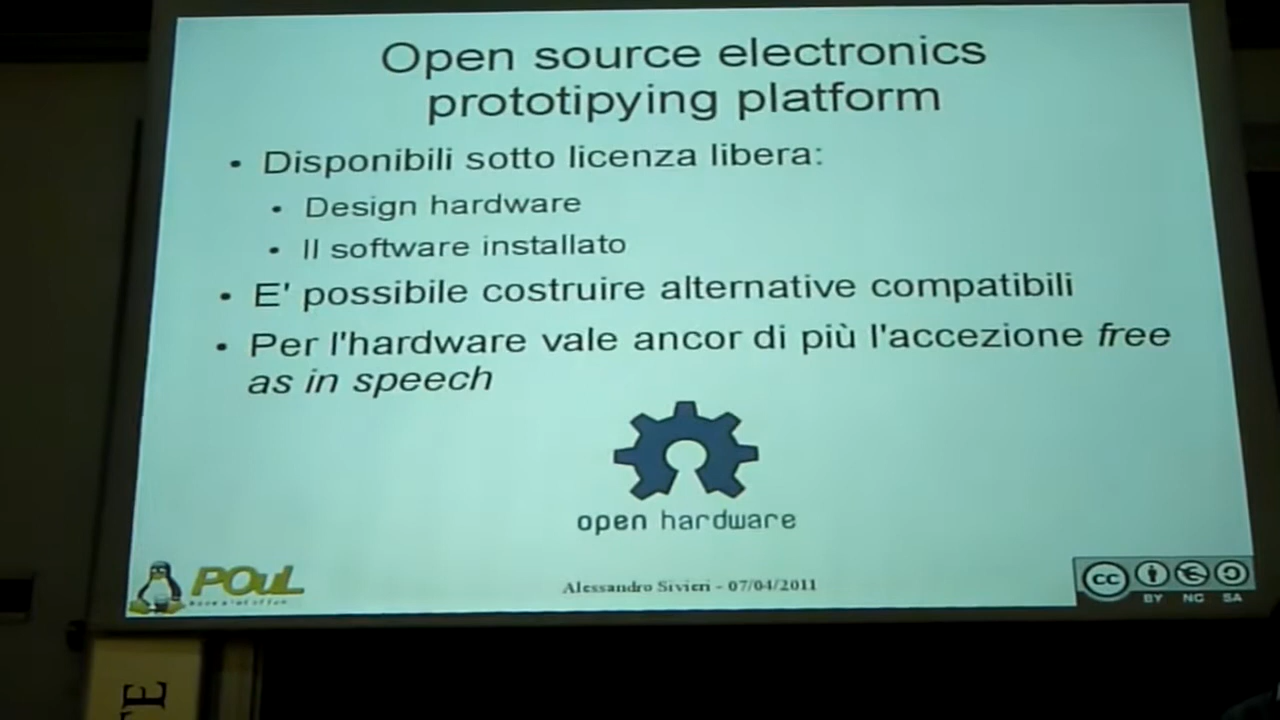 Open source electronics
prototipying platform
• Disponibili sotto licenza libera:
• Design hardware
• Il software installato
• E' possibile costruire alternative compatibili
• Per l'hardware vale ancor di più l'accezione free
as in speech
open hardware
POuL
Alessandro Sivieri - 07/04/2011
cc
BY NC SA
TE